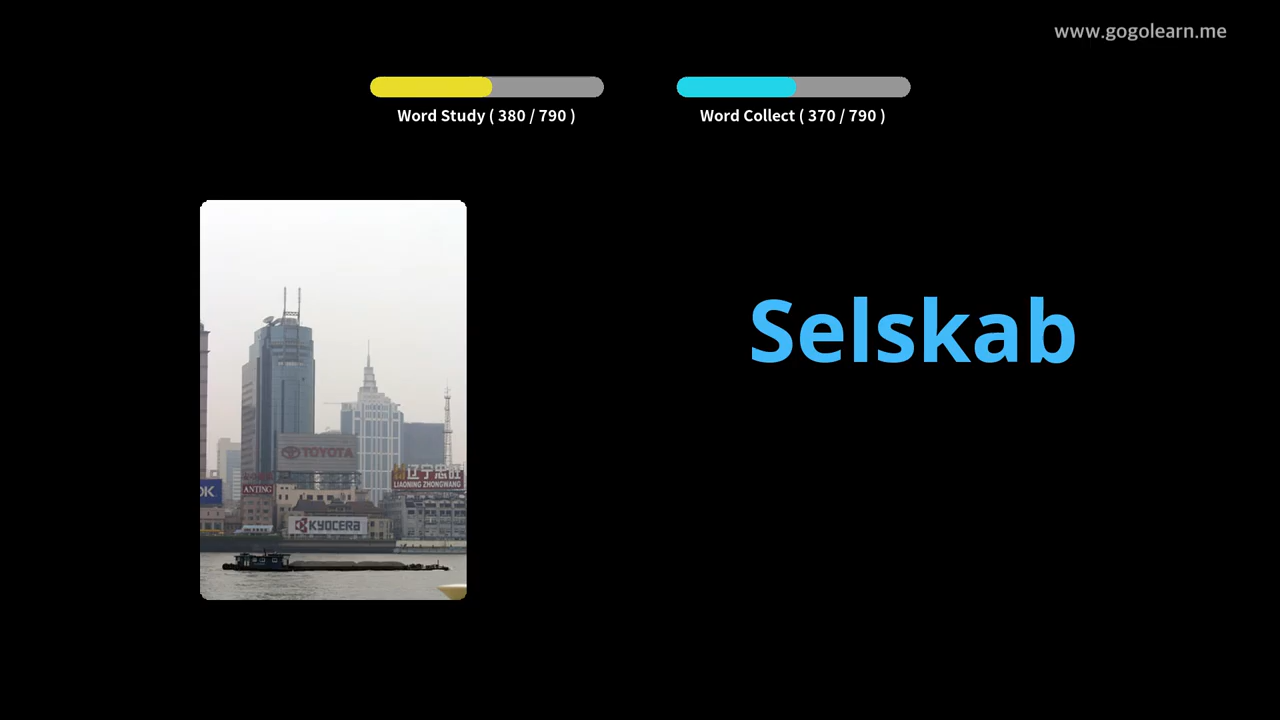 www.gogolearn.me
Word Study ( 380 / 790 )
Word Collect ( 370 / 790 )
Selskab
TOYOTA
辽宁忠旺
LIAONING ZHONGWANG
OK
ANTING
KYOCERA